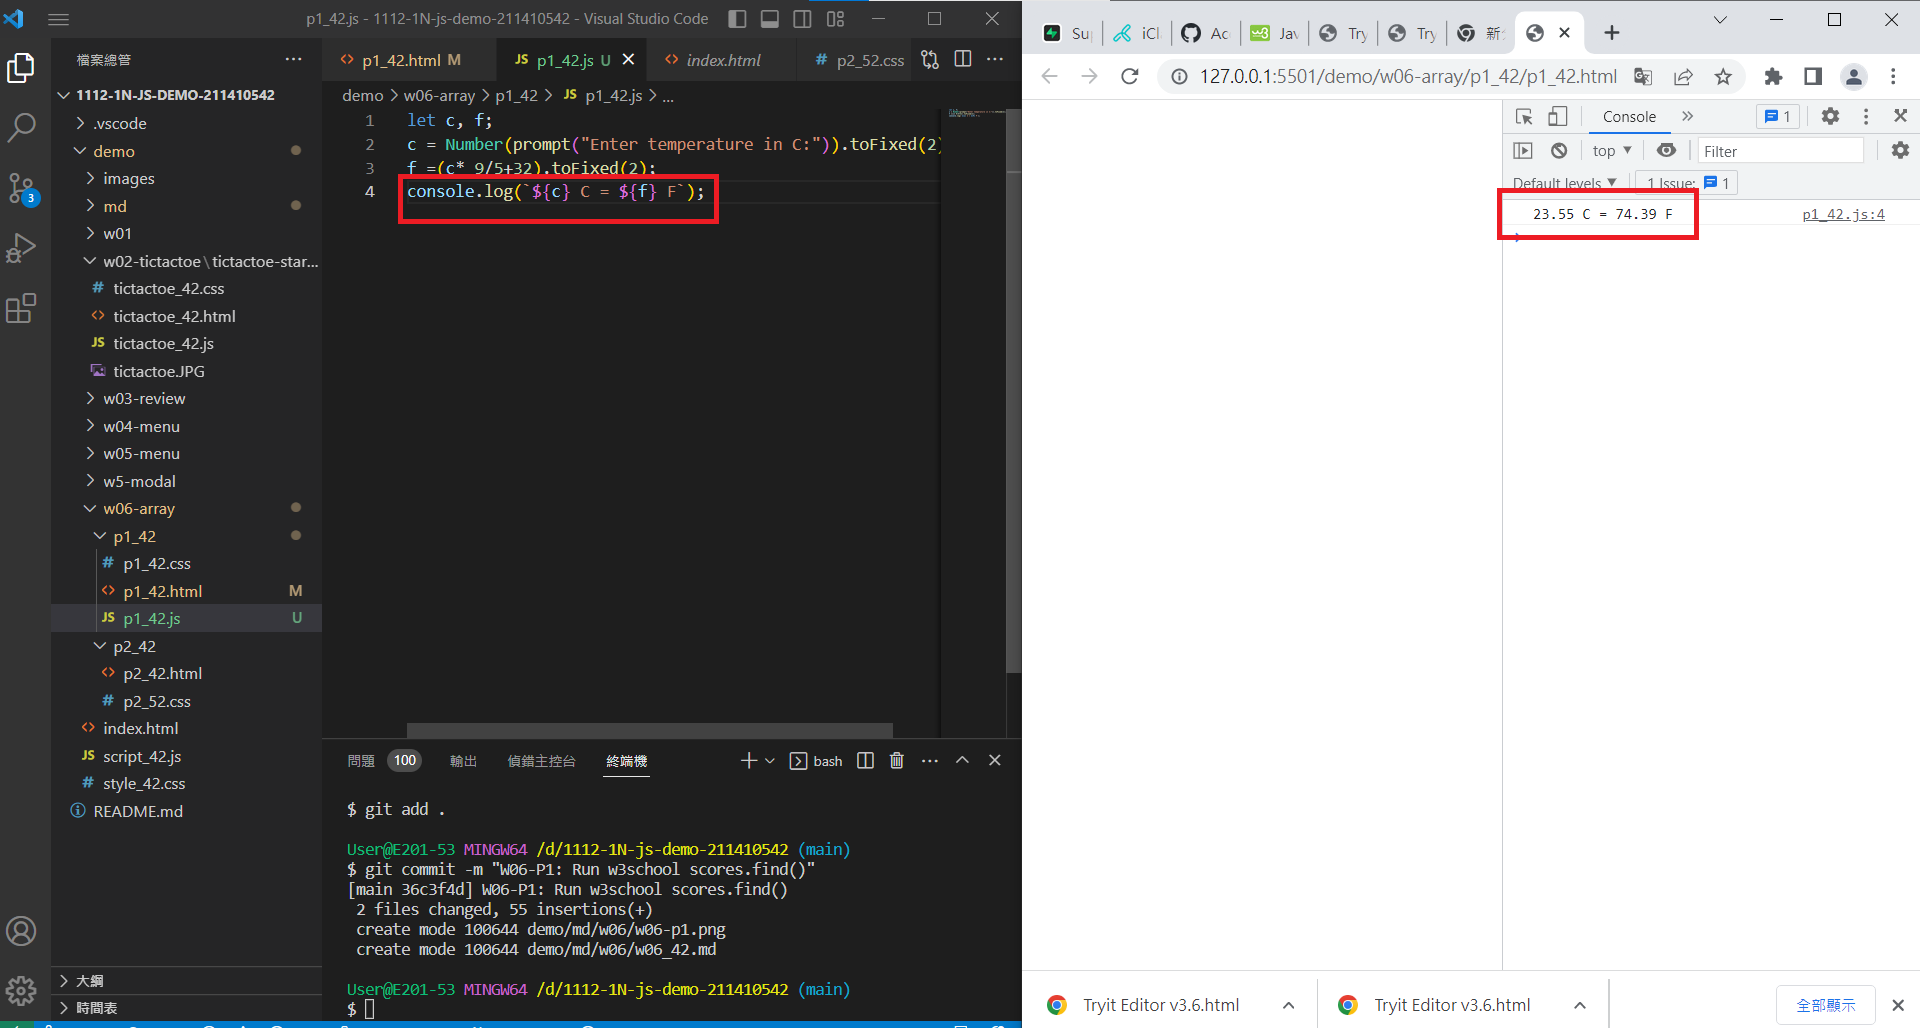 p1_42.js - 1112-1N-js-demo-211410542 - Visual Studio Code
檔案總管
1112-1N-JS-DEMO-211410542
.vscode
demo
images
md
w01
w02-tictactoe\tictactoe-star...
# tictactoe_42.css
<> tictactoe_42.html
JS tictactoe_42.js
tictactoe.JPG
w03-review
w04-menu
w05-menu
w5-modal
w06-array
p1_42
# p1_42.css
<> p1_42.html M
JS p1_42.js U
p2_42
<> p2_42.html
# p2_52.css
<> index.html
JS script_42.js
# style_42.css
README.md
大綱
時間表
3
<> p1_42.html M
JS p1_42.js U
<> index.html
# p2_52.css
demo > w06-array > p1_42 > JS p1_42.js > ...
1 let c, f;
2 c = Number(prompt("Enter temperature in C:")).toFixed(2)
3 f =(c* 9/5+32).toFixed(2);
4 console.log(`${c} C = ${f} F`);
問題 100 輸出 偵錯主控台 終端機
bash
$ git add .
User@E201-53 MINGW64 /d/1112-1N-js-demo-211410542 (main)
$ git commit -m "W06-P1: Run w3school scores.find()"
[main 36c3f4d] W06-P1: Run w3school scores.find()
2 files changed, 55 insertions(+)
create mode 100644 demo/md/w06/w06-p1.png
create mode 100644 demo/md/w06/w06_42.md
User@E201-53 MINGW64 /d/1112-1N-js-demo-211410542 (main)
$
Su
iCl
Ac
Jav
Try
Try
新
127.0.0.1:5501/demo/w06-array/p1_42/p1_42.html
Console
1
top
Filter
Default levels
1 Issue: 1
23.55 C = 74.39 F p1_42.js:4
Tryit Editor v3.6.html
Tryit Editor v3.6.html
全部顯示